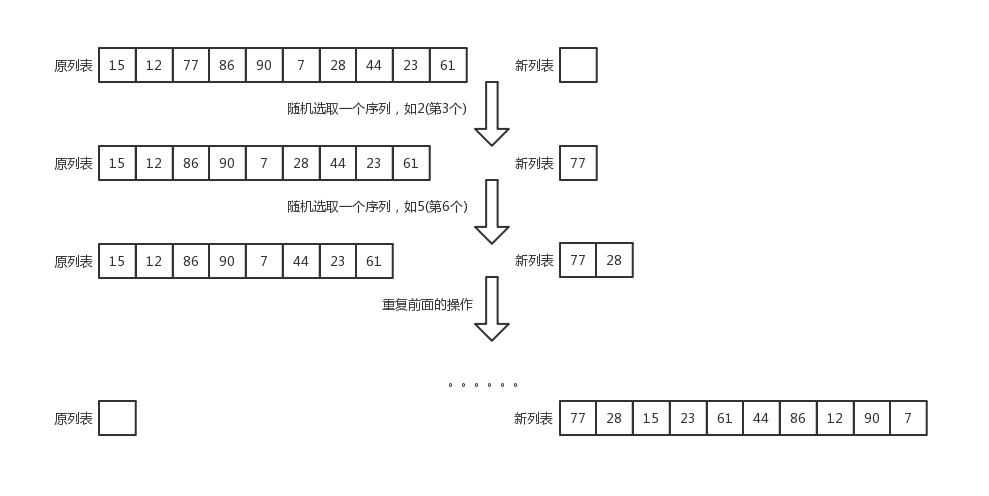 原列表 15 12 77 86 90 7 28 44 23 61 新列表
随机选取一个序列，如2(第3个)
原列表 15 12 86 90 7 28 44 23 61 新列表 77
随机选取一个序列，如5(第6个)
原列表 15 12 86 90 7 44 23 61 新列表 77 28
重复前面的操作
。。。。。。
原列表 新列表 77 28 15 23 61 44 86 12 90 7